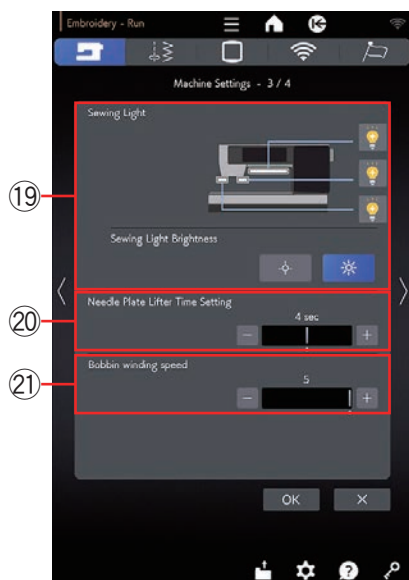 Embroidery - Run
Machine Settings - 3 / 4
Sewing Light
⑲
Sewing Light Brightness
Needle Plate Lifter Time Setting
⑳
4 sec
− +
Bobbin winding speed
㉑
5
− +
OK ×
?